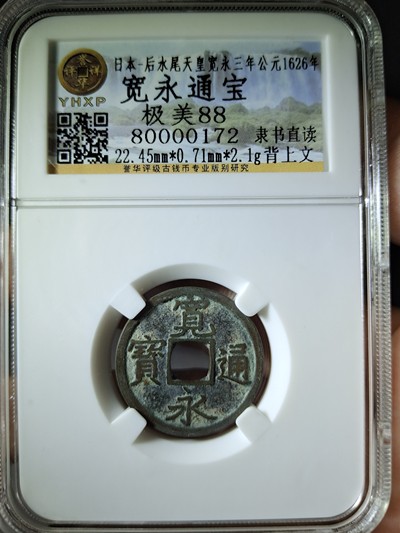 日本-后水尾天皇宽永三年公元1626年
宽永通宝
YHXP
极美88
80000172 隶书直读
22.45mm*0.71mm*2.1g背上文
誉华评级古钱币专业版别研究
寛
寳 通
永